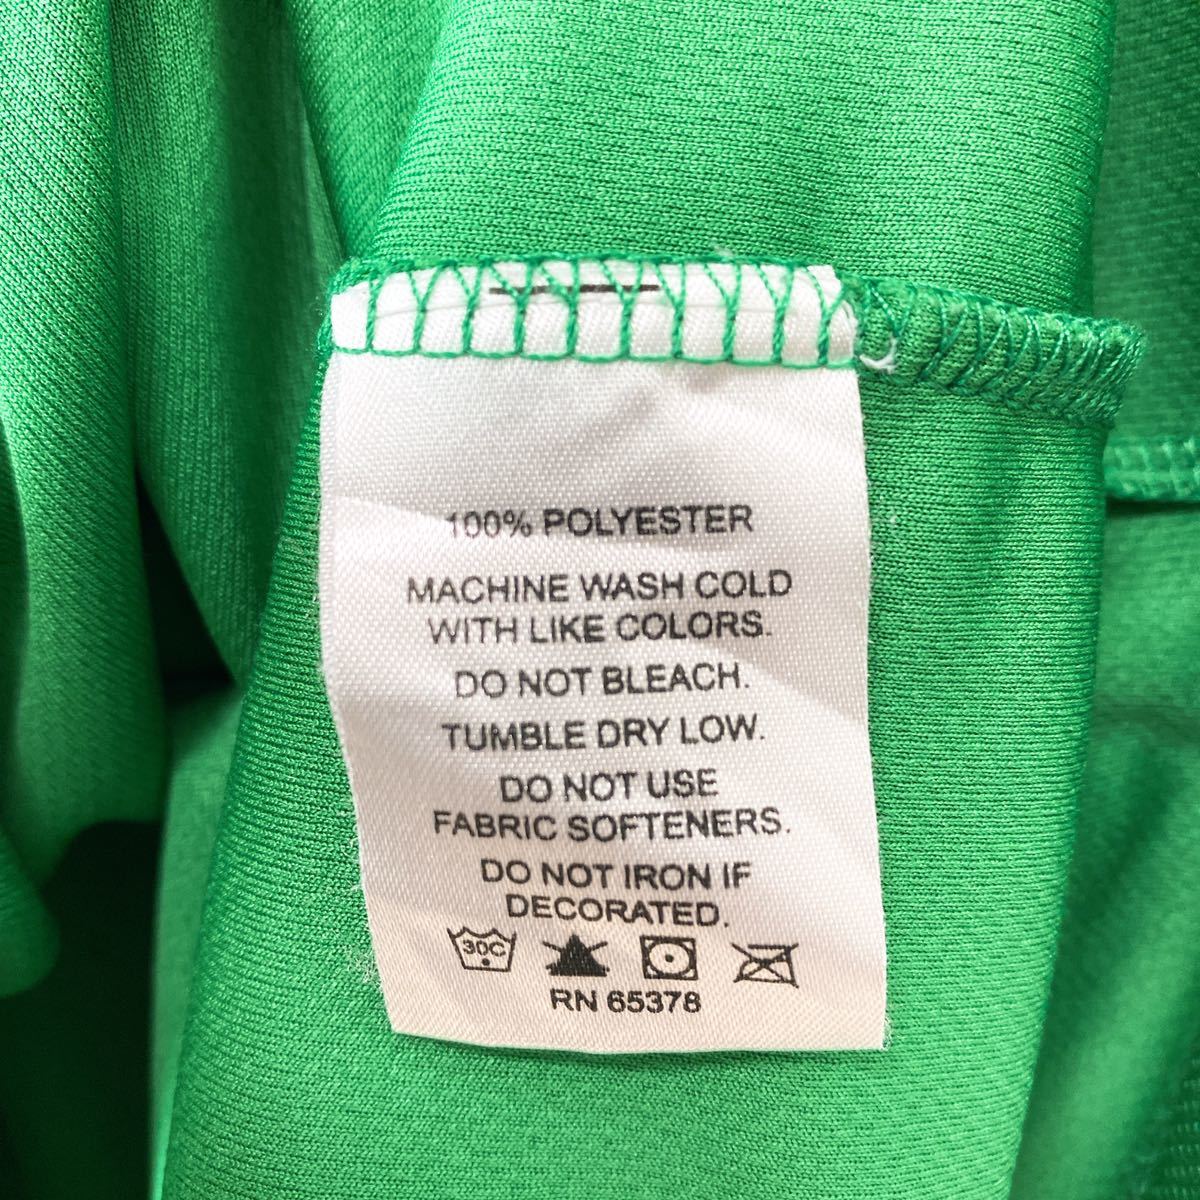 100% POLYESTER
MACHINE WASH COLD
WITH LIKE COLORS.
DO NOT BLEACH.
TUMBLE DRY LOW.
DO NOT USE
FABRIC SOFTENERS.
DO NOT IRON IF
DECORATED.
30C
RN 65378